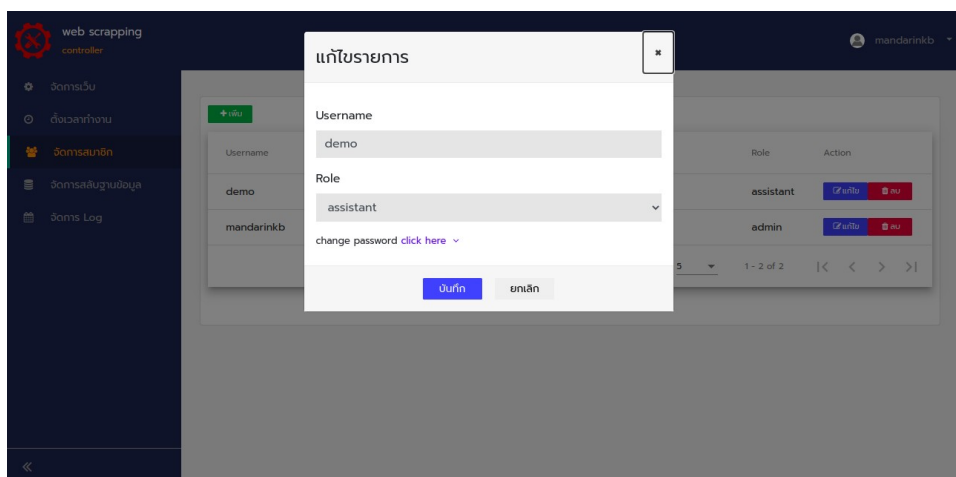 web scrapping
controller
mandarinkb
จัดการเว็บ
ตั้งเวลาทำงาน
จัดการสมาชิก
จัดการสลับฐานข้อมูล
จัดการ Log
+เพิ่ม
แก้ไขรายการ
Username
demo
Role
assistant
change password click here
บันทึก
ยกเลิก
Username
Role
Action
demo
assistant
แก้ไข
ลบ
mandarinkb
admin
แก้ไข
ลบ
5
1 - 2 of 2